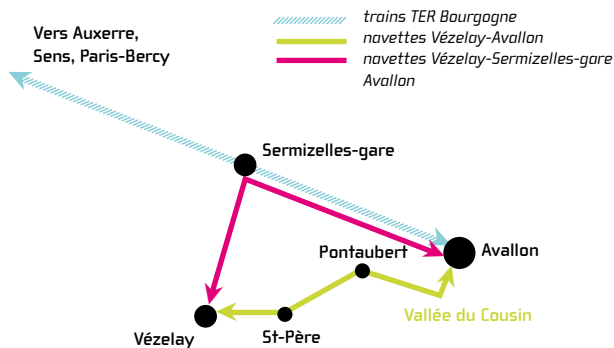 trains TER Bourgogne
navettes Vézelay-Avallon
navettes Vézelay-Sermizelles-gare
Avallon
Vers Auxerre,
Sens, Paris-Bercy
Sermizelles-gare
Avallon
Pontaubert
Vallée du Cousin
St-Père
Vézelay